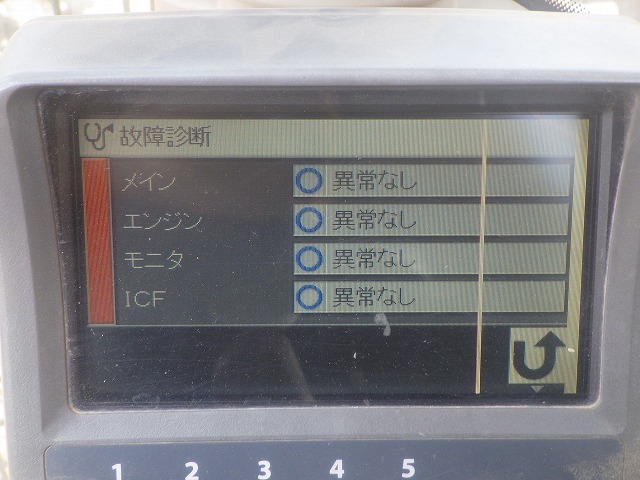 故障診断
メイン 異常なし
エンジン 異常なし
モニタ 異常なし
ICF 異常なし
1 2 3 4 5